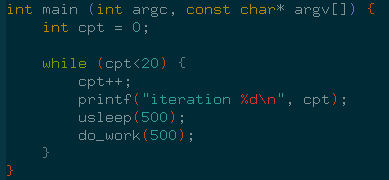 int main (int argc, const char* argv[]) {
    int cpt = 0;

    while (cpt<20) {
        cpt++;
        printf("iteration %d\n", cpt);
        usleep(500);
        do_work(500);
    }
}